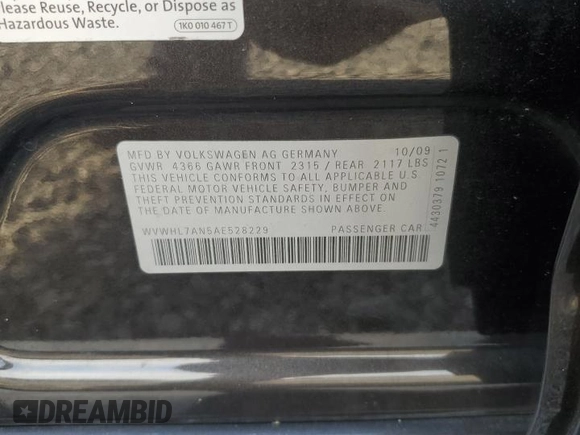 lease Reuse, Recycle, or Dispose as
Hazardous Waste.
1K0 010 467 T
MFD BY VOLKSWAGEN AG GERMANY 10/09
GVWR 4366 GAWR FRONT 2315 / REAR 2117 LBS
THIS VEHICLE CONFORMS TO ALL APPLICABLE U.S
FEDERAL MOTOR VEHICLE SAFETY, BUMPER AND
THEFT PREVENTION STANDARDS IN EFFECT ON
THE DATE OF MANUFACTURE SHOWN ABOVE.
WVWHL7AN5AE528229 PASSENGER CAR
4430379 1072 1
DREAMBID